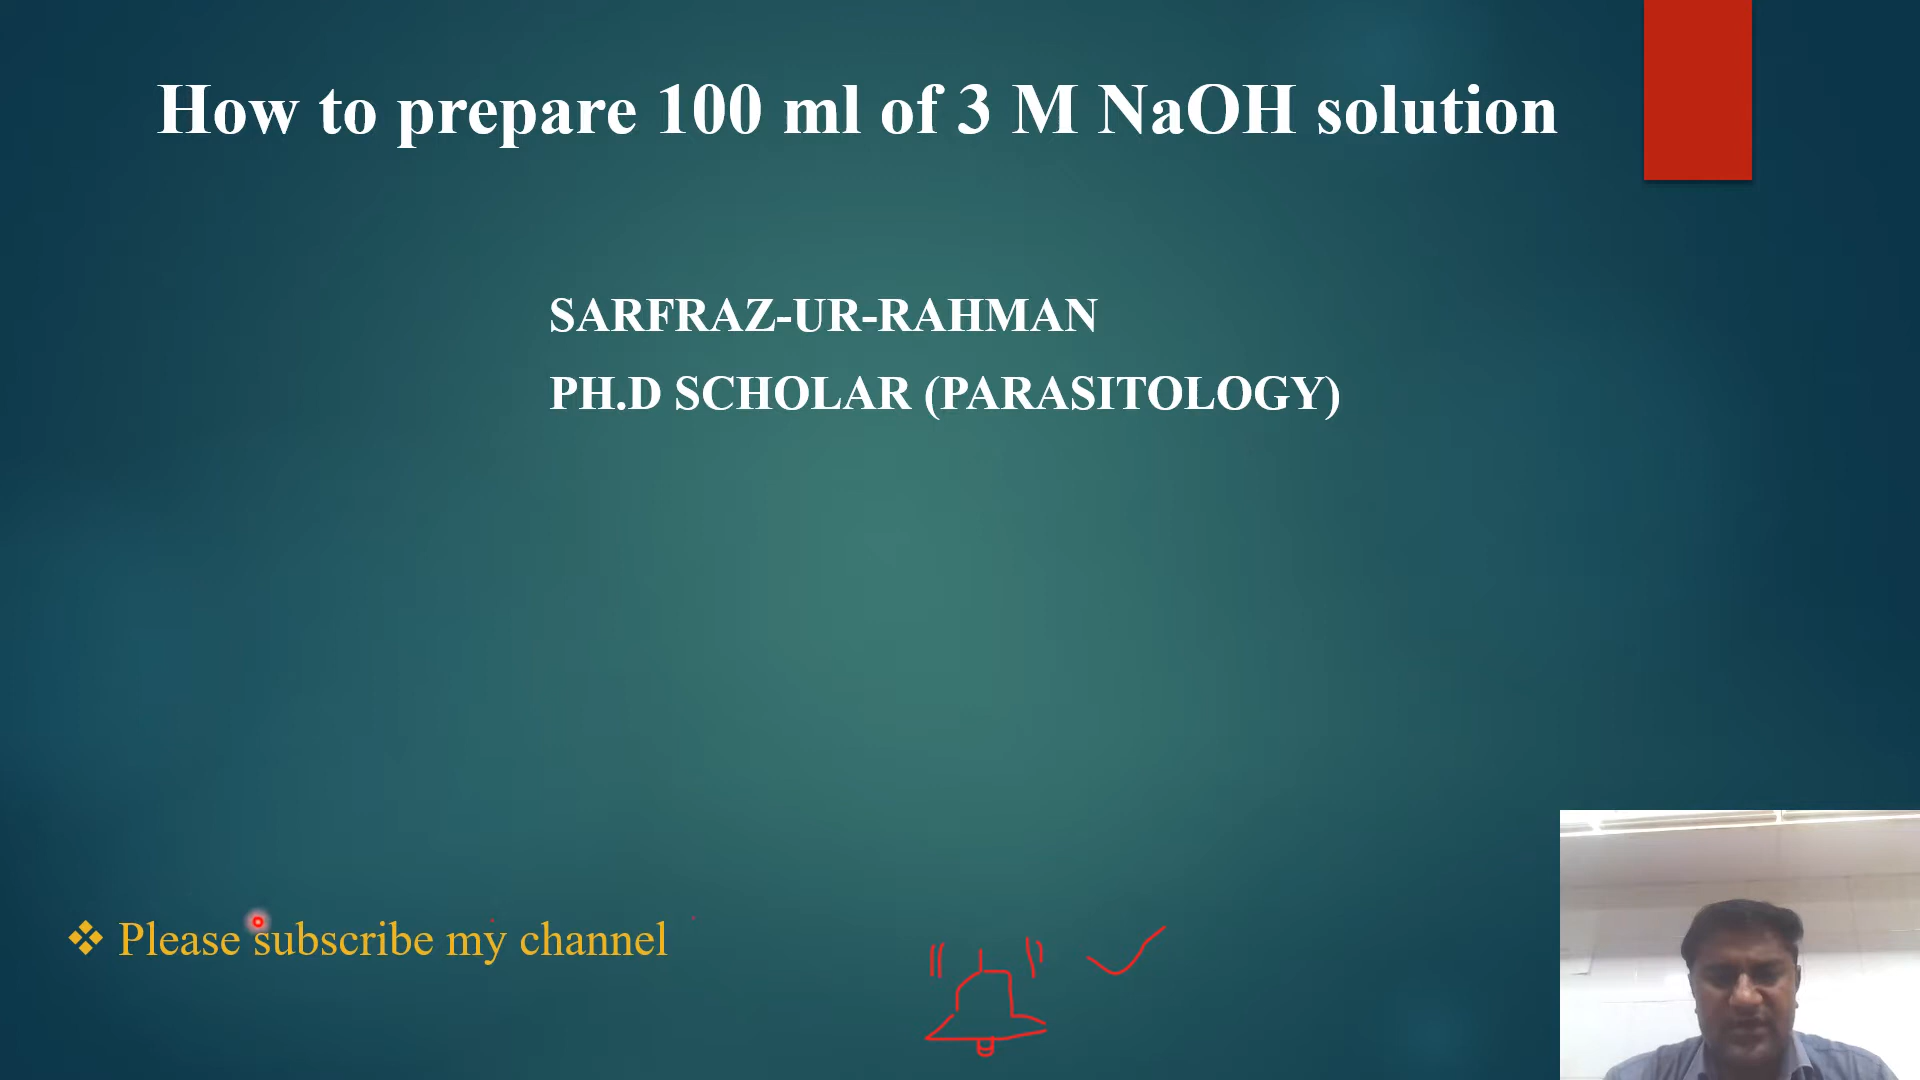 How to prepare 100 ml of 3 M NaOH solution
SARFRAZ-UR-RAHMAN
PH.D SCHOLAR (PARASITOLOGY)
Please subscribe my channel